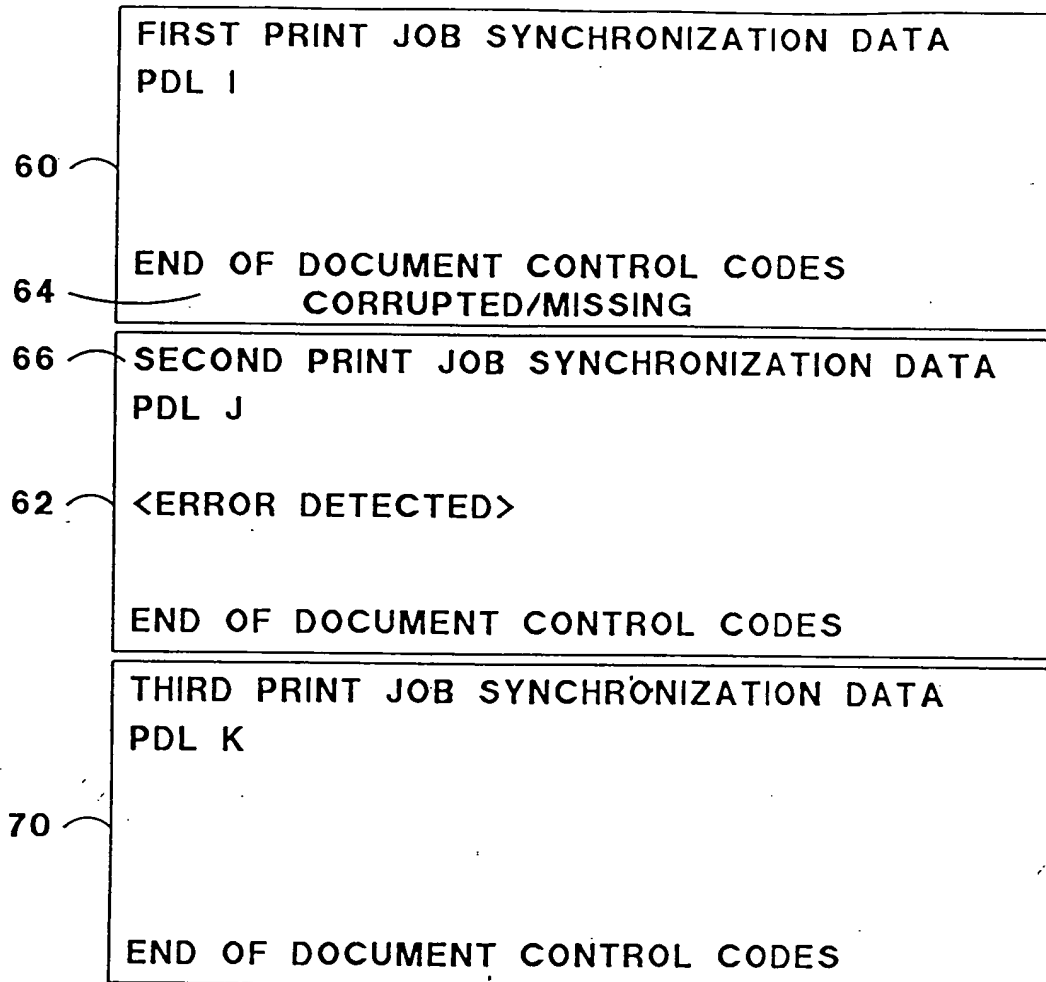 FIRST PRINT JOB SYNCHRONIZATION DATA
PDL I
60
END OF DOCUMENT CONTROL CODES
64 CORRUPTED/MISSING
66 SECOND PRINT JOB SYNCHRONIZATION DATA
PDL J
62 <ERROR DETECTED>
END OF DOCUMENT CONTROL CODES
THIRD PRINT JOB SYNCHRONIZATION DATA
PDL K
70
END OF DOCUMENT CONTROL CODES